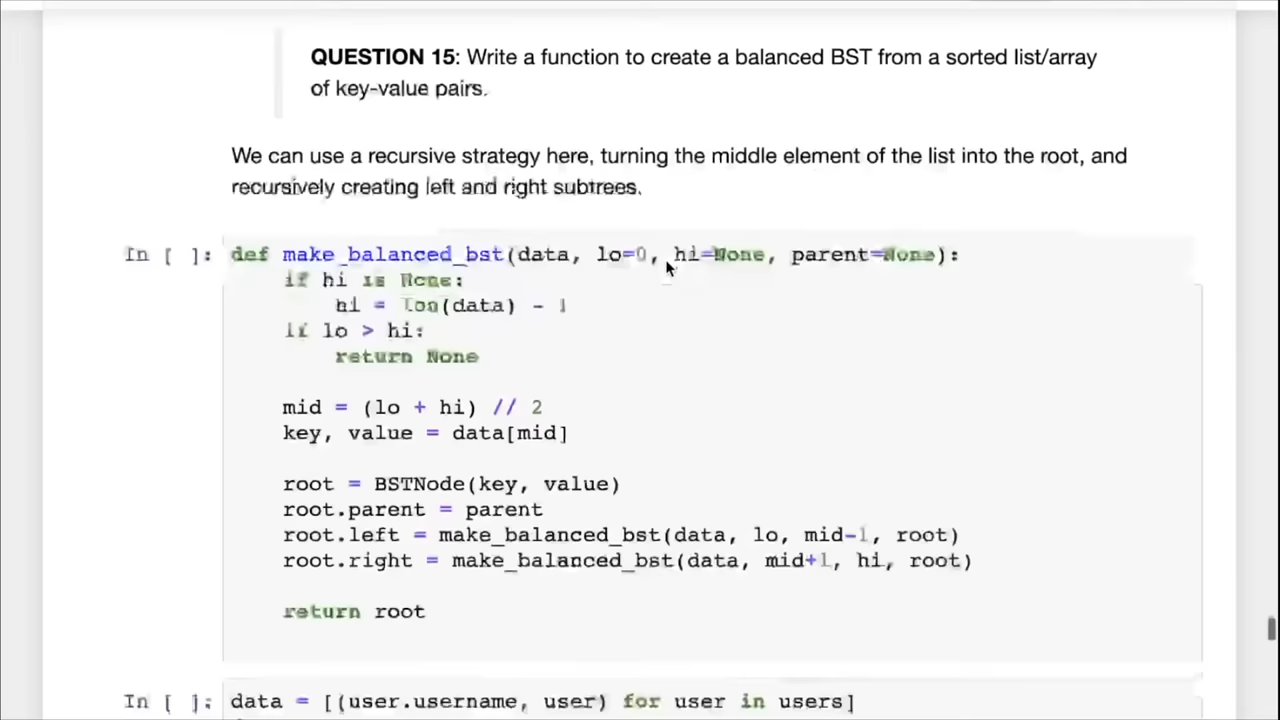 QUESTION 15: Write a function to create a balanced BST from a sorted list/array
of key-value pairs.
We can use a recursive strategy here, turning the middle element of the list into the root, and
recursively creating left and right subtrees.
In [ ]: def make_balanced_bst(data, lo=0, hi=None, parent=None):
    if hi is None:
        hi = len(data) - 1
    if lo > hi:
        return None
    mid = (lo + hi) // 2
    key, value = data[mid]
    root = BSTNode(key, value)
    root.parent = parent
    root.left = make_balanced_bst(data, lo, mid-1, root)
    root.right = make_balanced_bst(data, mid+1, hi, root)
    return root
In [ ]: data = [(user.username, user) for user in users]